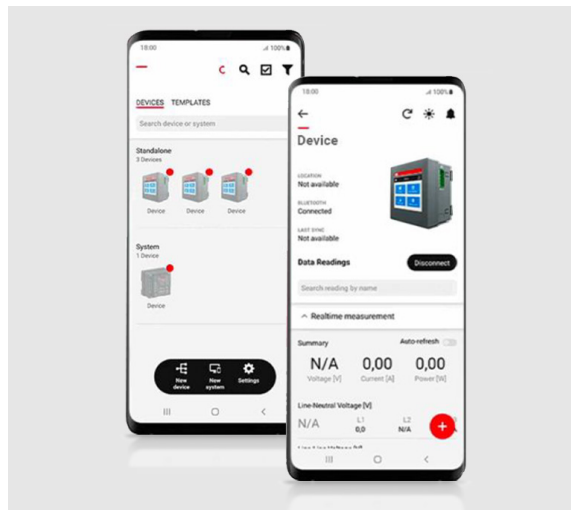 18:00
100%
DEVICES TEMPLATES
Search device or system
Standalone
3 Devices
Device Device Device
System
1 Device
Device
New device
New system
Settings
18:00
100%
Device
LOCATION
Not available
BLUETOOTH
Connected
LAST SYNC
Not available
Data Readings
Disconnect
Search reading by name
Realtime measurement
Summary
Auto-refresh
N/A 0,00 0,00
Voltage [V] Current [A] Power [W]
Line-Neutral Voltage [V]
L1 L2
N/A 0,0 N/A